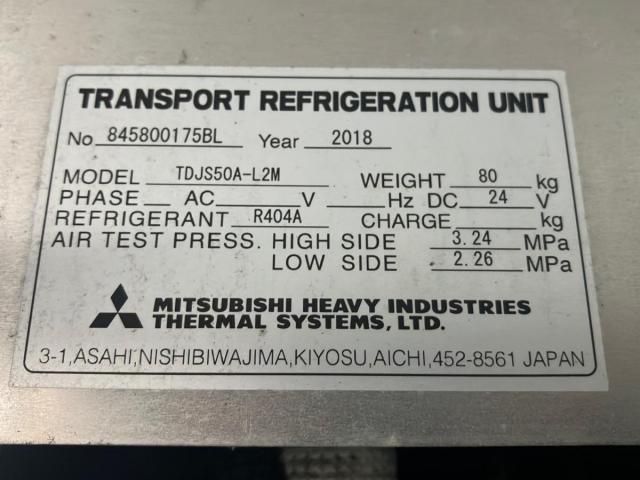 TRANSPORT REFRIGERATION UNIT
No 845800175BL Year 2018
MODEL TDJS50A-L2M WEIGHT 80 kg
PHASE AC V Hz DC 24 V
REFRIGERANT R404A CHARGE kg
AIR TEST PRESS. HIGH SIDE 3.24 MPa
LOW SIDE 2.26 MPa
MITSUBISHI HEAVY INDUSTRIES
THERMAL SYSTEMS, LTD.
3-1,ASAHI,NISHIBIWAJIMA,KIYOSU,AICHI,452-8561 JAPAN